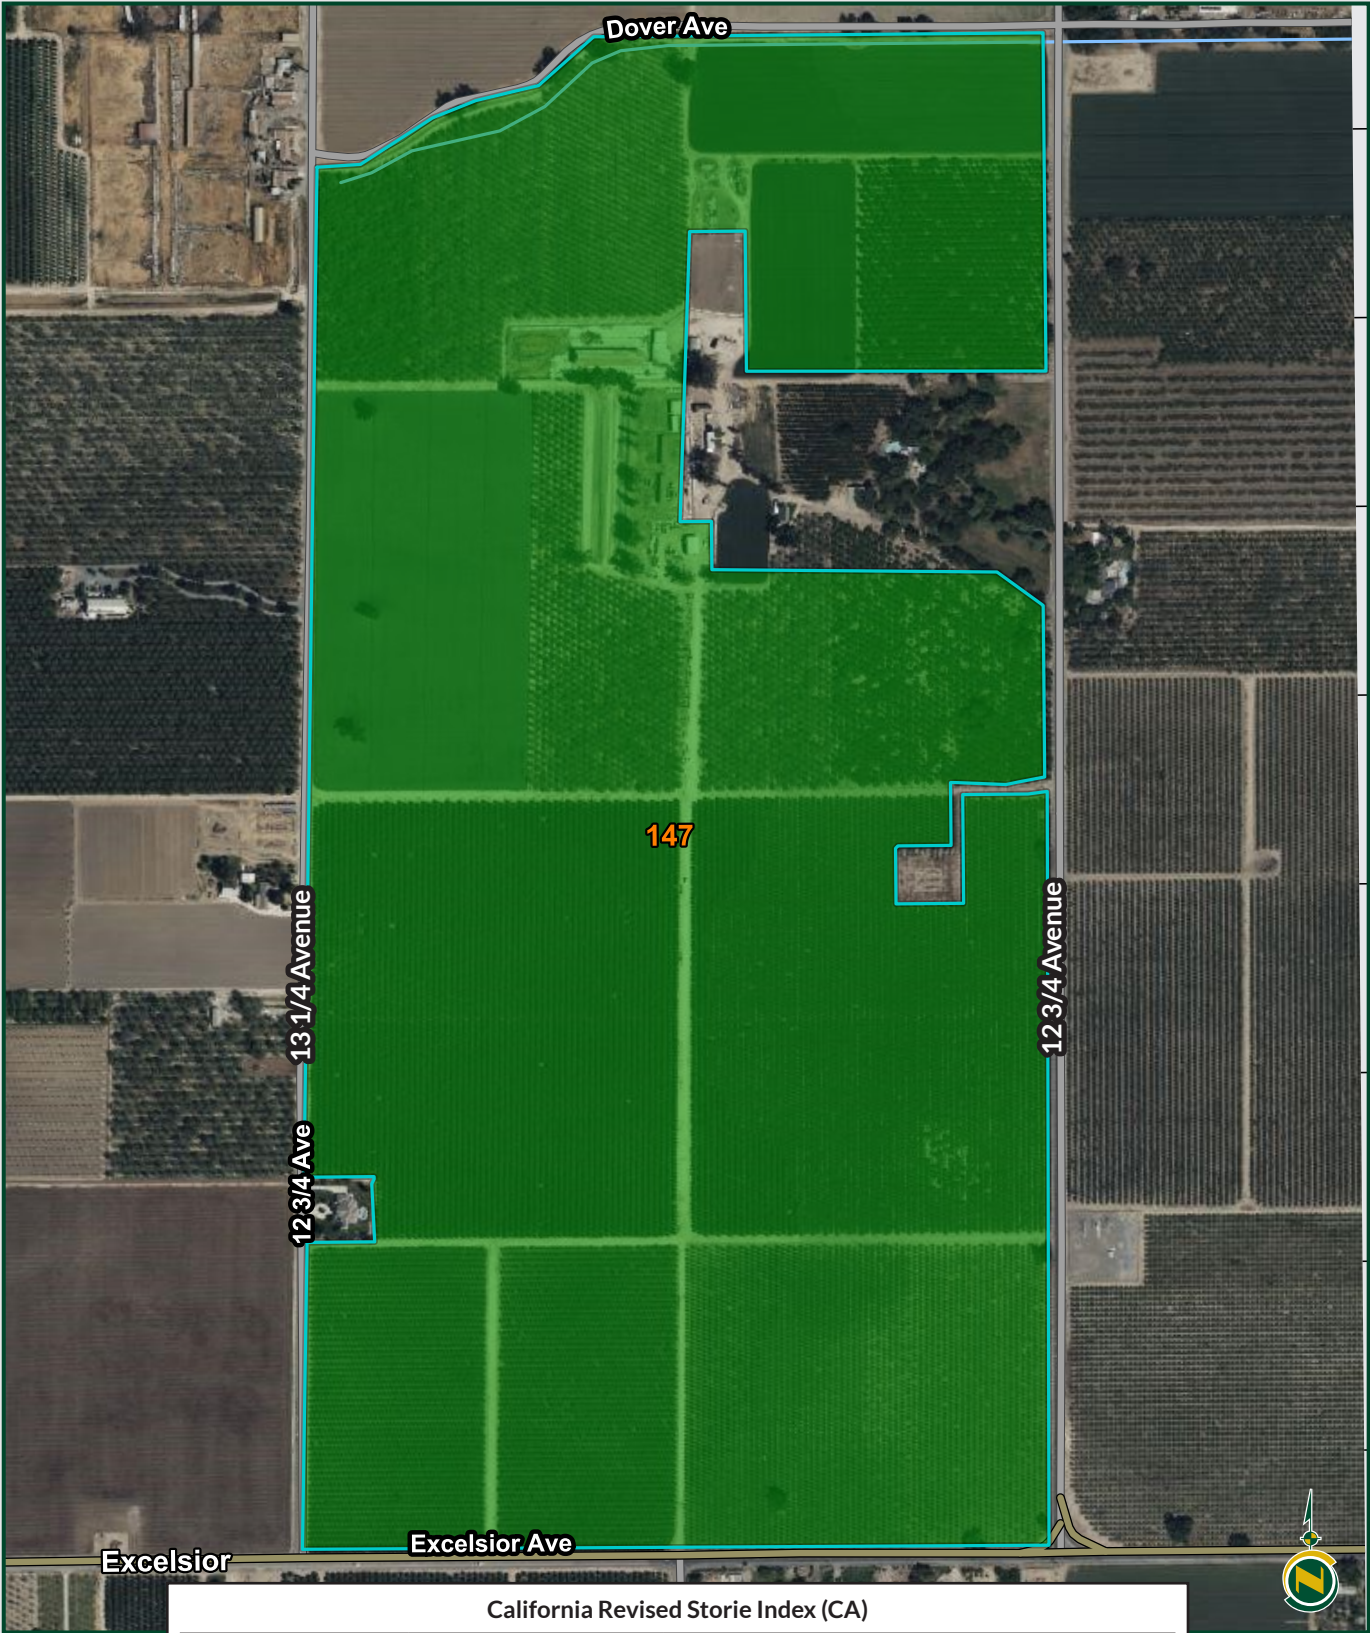 Dover Ave
147
13 1/4 Avenue
12 3/4 Avenue
12 3/4 Ave
Excelsior Ave
Excelsior
California Revised Storie Index (CA)